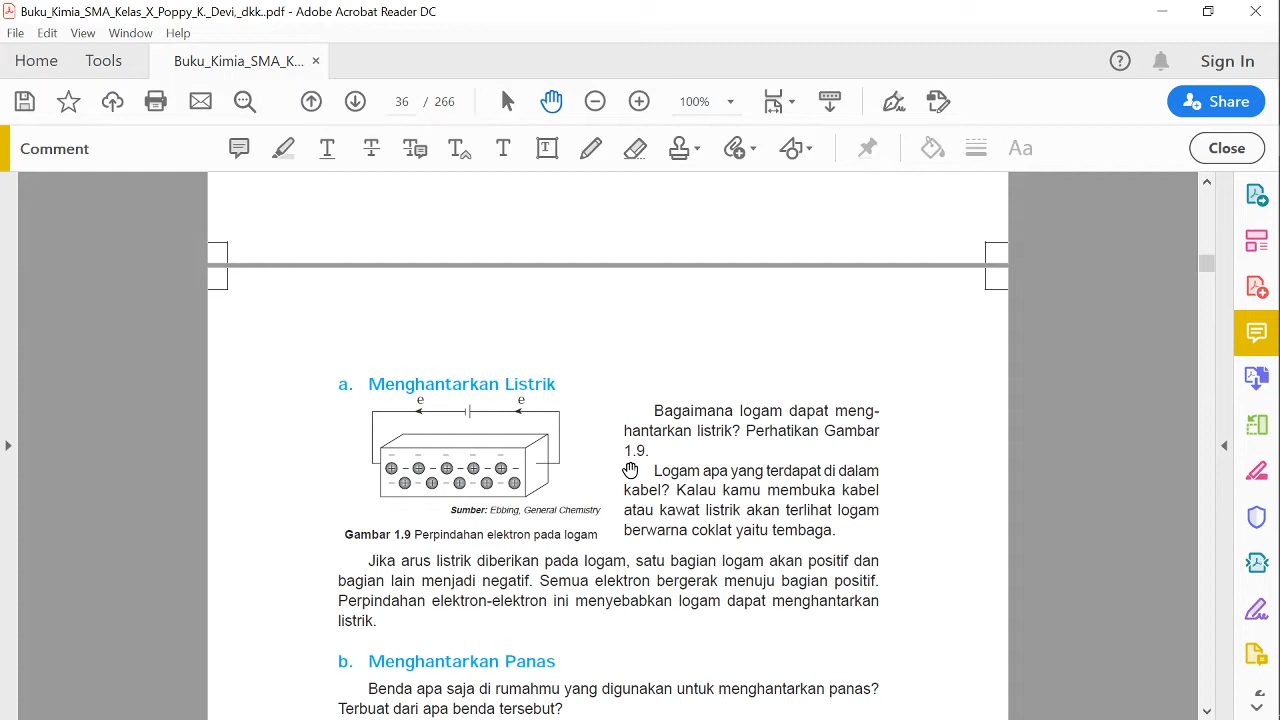 Buku_Kimia_SMA_Kelas_X_Poppy_K_Devi,_dkk..pdf - Adobe Acrobat Reader DC
File Edit View Window Help
Home Tools Buku_Kimia_SMA_K... × Sign In
36 / 266 100% Share
Comment T T T T T T Aa Close
a. Menghantarkan Listrik
e e
Bagaimana logam dapat meng-
hantarkan listrik? Perhatikan Gambar
1.9.
Logam apa yang terdapat di dalam
kabel? Kalau kamu membuka kabel
atau kawat listrik akan terlihat logam
berwarna coklat yaitu tembaga.
Sumber: Ebbing, General Chemistry
Gambar 1.9 Perpindahan elektron pada logam
Jika arus listrik diberikan pada logam, satu bagian logam akan positif dan
bagian lain menjadi negatif. Semua elektron bergerak menuju bagian positif.
Perpindahan elektron-elektron ini menyebabkan logam dapat menghantarkan
listrik.
b. Menghantarkan Panas
Benda apa saja di rumahmu yang digunakan untuk menghantarkan panas?
Terbuat dari apa benda tersebut?